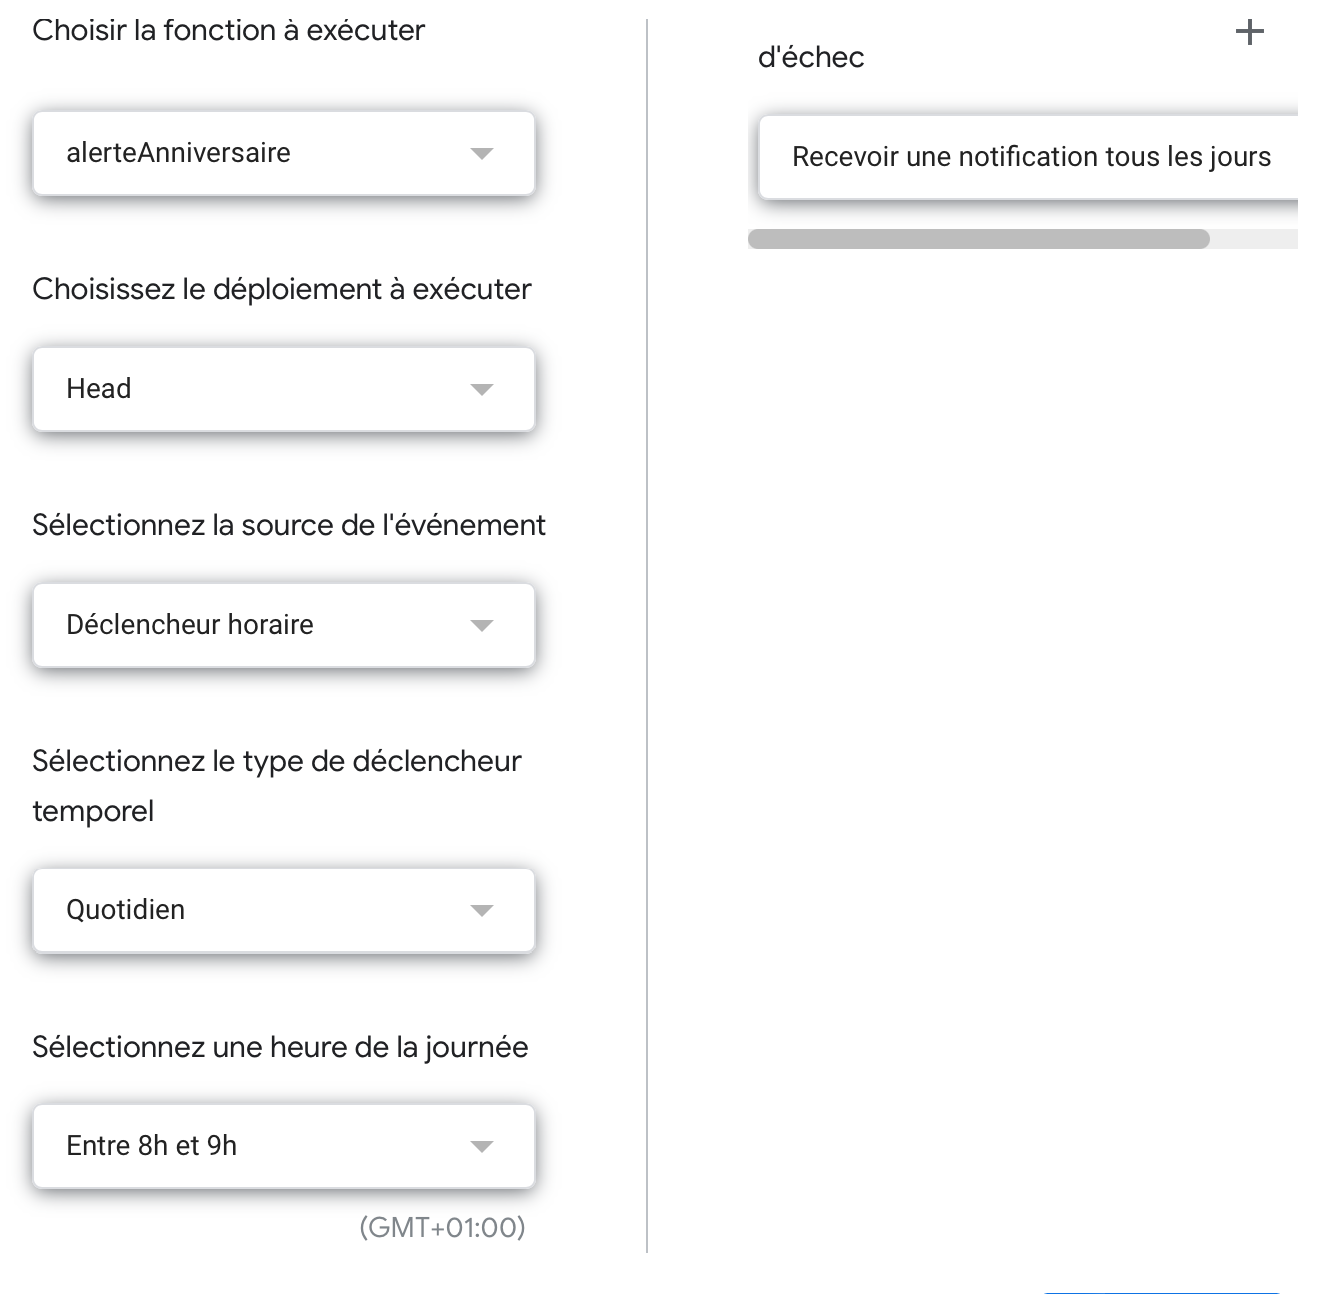 Choisir la fonction à exécuter
alerteAnniversaire
Choisissez le déploiement à exécuter
Head
Sélectionnez la source de l'événement
Déclencheur horaire
Sélectionnez le type de déclencheur
temporel
Quotidien
Sélectionnez une heure de la journée
Entre 8h et 9h
(GMT+01:00)
d'échec
Recevoir une notification tous les jours